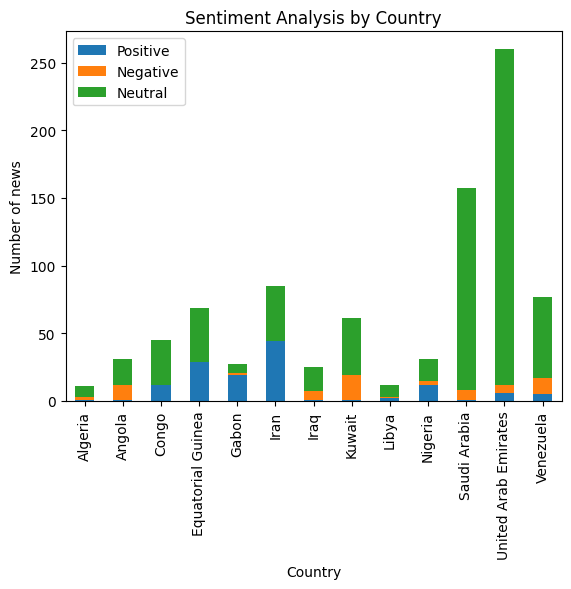 Sentiment Analysis by Country
Positive
Negative
Neutral
Number of news
250
200
150
100
50
0
Algeria
Angola
Congo
Equatorial Guinea
Gabon
Iran
Iraq
Kuwait
Libya
Nigeria
Saudi Arabia
United Arab Emirates
Venezuela
Country